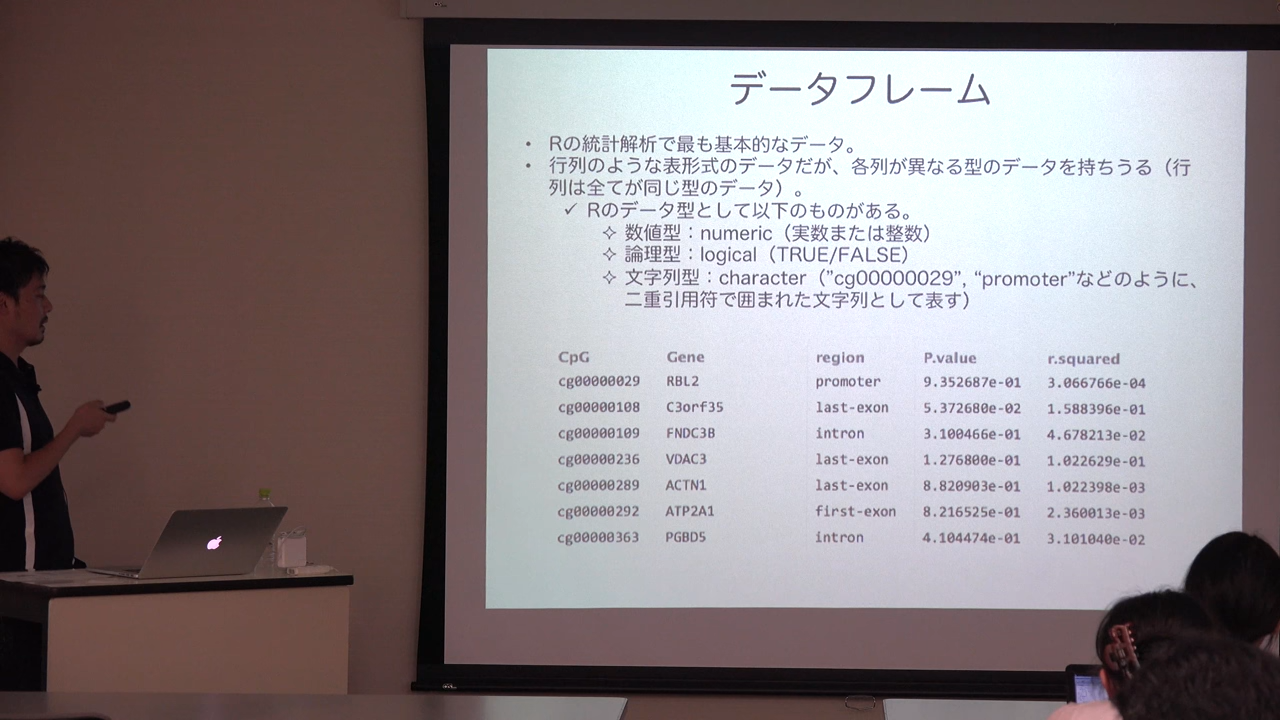 データフレーム
• Rの統計解析で最も基本的なデータ。
• 行列のような表形式のデータだが、各列が異なる型のデータを持ちうる（行
列は全てが同じ型のデータ）。
✓ Rのデータ型として以下のものがある。
✧ 数値型：numeric（実数または整数）
✧ 論理型：logical（TRUE/FALSE）
✧ 文字列型：character（”cg00000029”, “promoter”などのように、
二重引用符で囲まれた文字列として表す）
CpG Gene region P.value r.squared
cg00000029 RBL2 promoter 9.352687e-01 3.066766e-04
cg00000108 C3orf35 last-exon 5.372680e-02 1.588396e-01
cg00000109 FNDC3B intron 3.100466e-01 4.678213e-02
cg00000236 VDAC3 last-exon 1.276800e-01 1.022629e-01
cg00000289 ACTN1 last-exon 8.820903e-01 1.022398e-03
cg00000292 ATP2A1 first-exon 8.216525e-01 2.360013e-03
cg00000363 PGBD5 intron 4.104474e-01 3.101040e-02